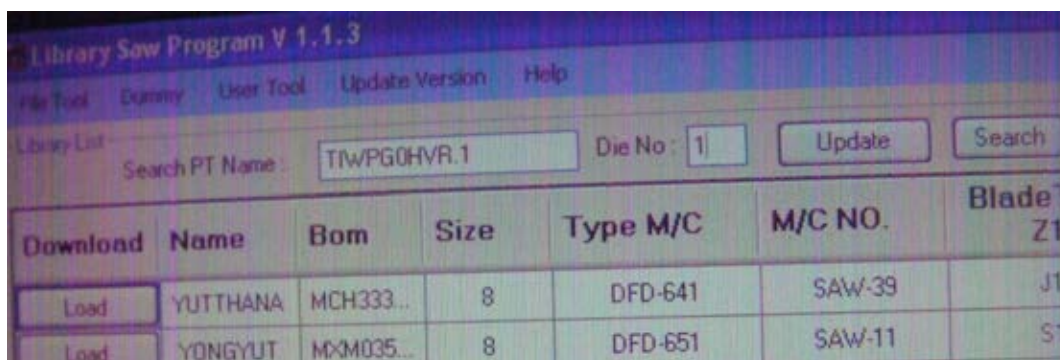 Library Saw Program V 1.1.3
File Tool Dummy User Tool Update Version Help
Library List
Search PT Name : TIWPG0HVR.1 Die No : 1 Update Search
Download Name Bom Size Type M/C M/C NO. Blade Z1
Load YUTTHANA MCH333... 8 DFD-641 SAW-39 J1
Load YONGYUT MXM035... 8 DFD-651 SAW-11